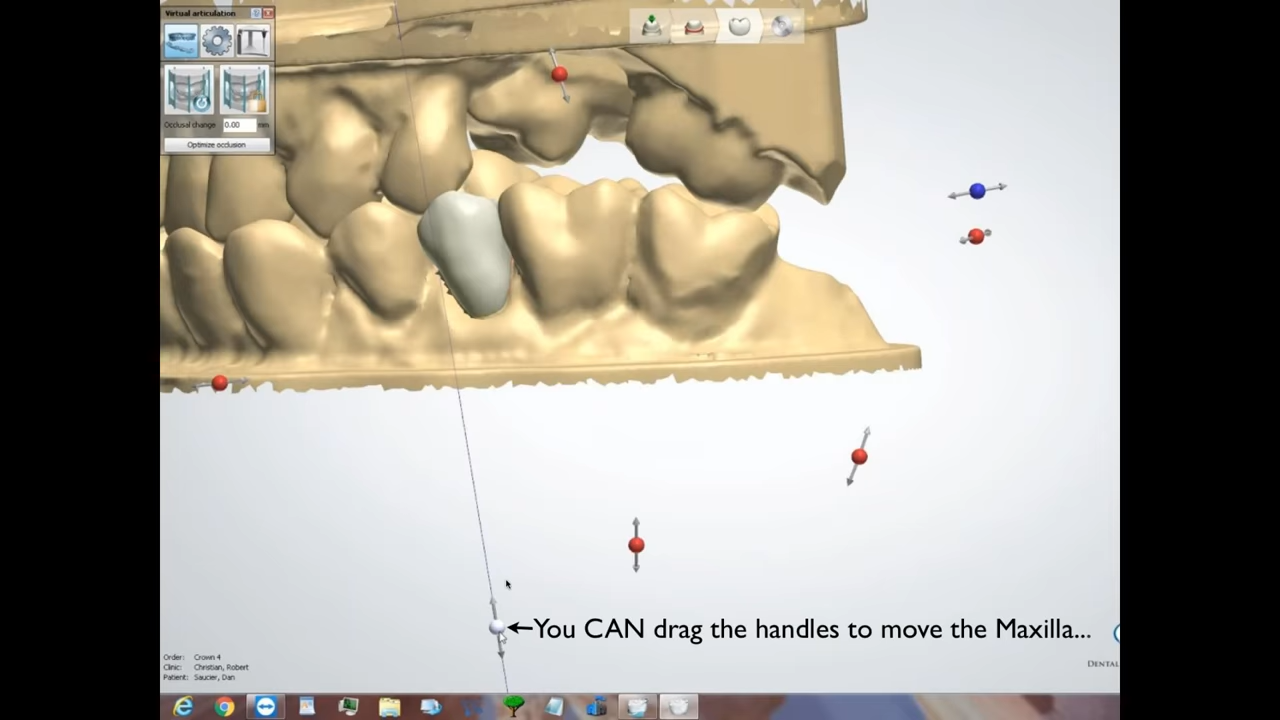 Virtual articulation
Occlusal change 0.00 mm
Optimize occlusion
You CAN drag the handles to move the Maxilla...
DENTAL
Order: Crown 4
Clinic: Christian, Robert
Patient: Saucier, Dan